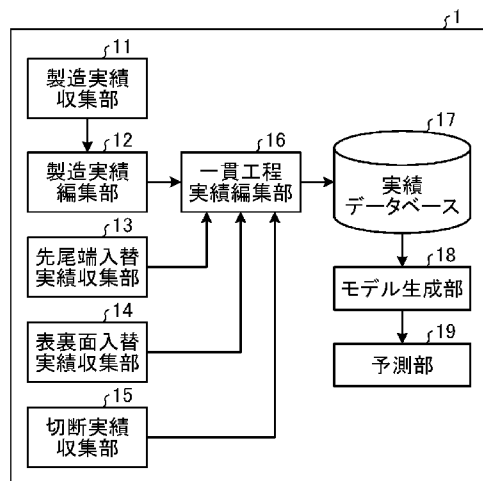 1
11
製造実績
収集部
12
製造実績
編集部
13
先尾端入替
実績収集部
14
表裏面入替
実績収集部
15
切断実績
収集部
16
一貫工程
実績編集部
17
実績
データベース
18
モデル生成部
19
予測部